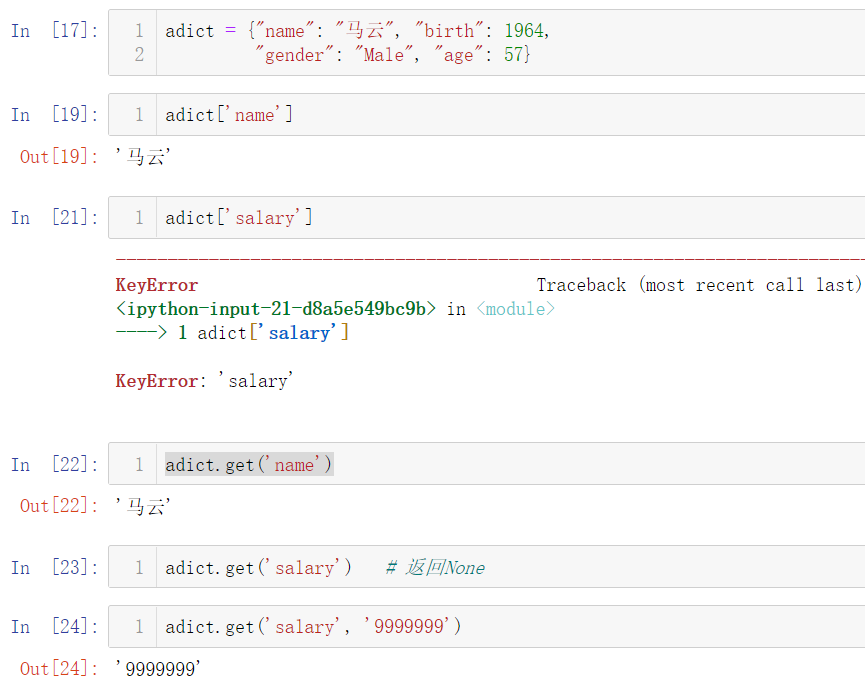 In [17]: 1 adict = {"name": "马云", "birth": 1964,
2 "gender": "Male", "age": 57}
In [19]: 1 adict['name']
Out[19]: '马云'
In [21]: 1 adict['salary']
---------------------------------------------------------------------------
KeyError Traceback (most recent call last)
<ipython-input-21-d8a5e549bc9b> in <module>
----> 1 adict['salary']
KeyError: 'salary'
In [22]: 1 adict.get('name')
Out[22]: '马云'
In [23]: 1 adict.get('salary') # 返回None
In [24]: 1 adict.get('salary', '9999999')
Out[24]: '9999999'